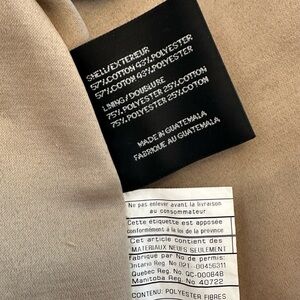 SHELL/EXTERIEUR
57% COTTON 43% POLYESTER
57% COTON 43% POLYESTER
LINING/DOUBLURE
75% POLYESTER 25% COTTON
75% POLYESTER 25% COTON
MADE IN GUATEMALA
FABRIQUE AU GUATEMALA
Ne pas enlever avant la livraison
au consommateur
Cette étiquette est apposée
conformément à la loi de la province
Cet article contient des
MATERIAUX NEUFS SEULEMENT
Fabrique par No de permis:
Ontario Reg. No
Quebec Reg. No. QC-00084B
Manitoba Reg No 40722
CONTENU: POLYESTER FIBRES